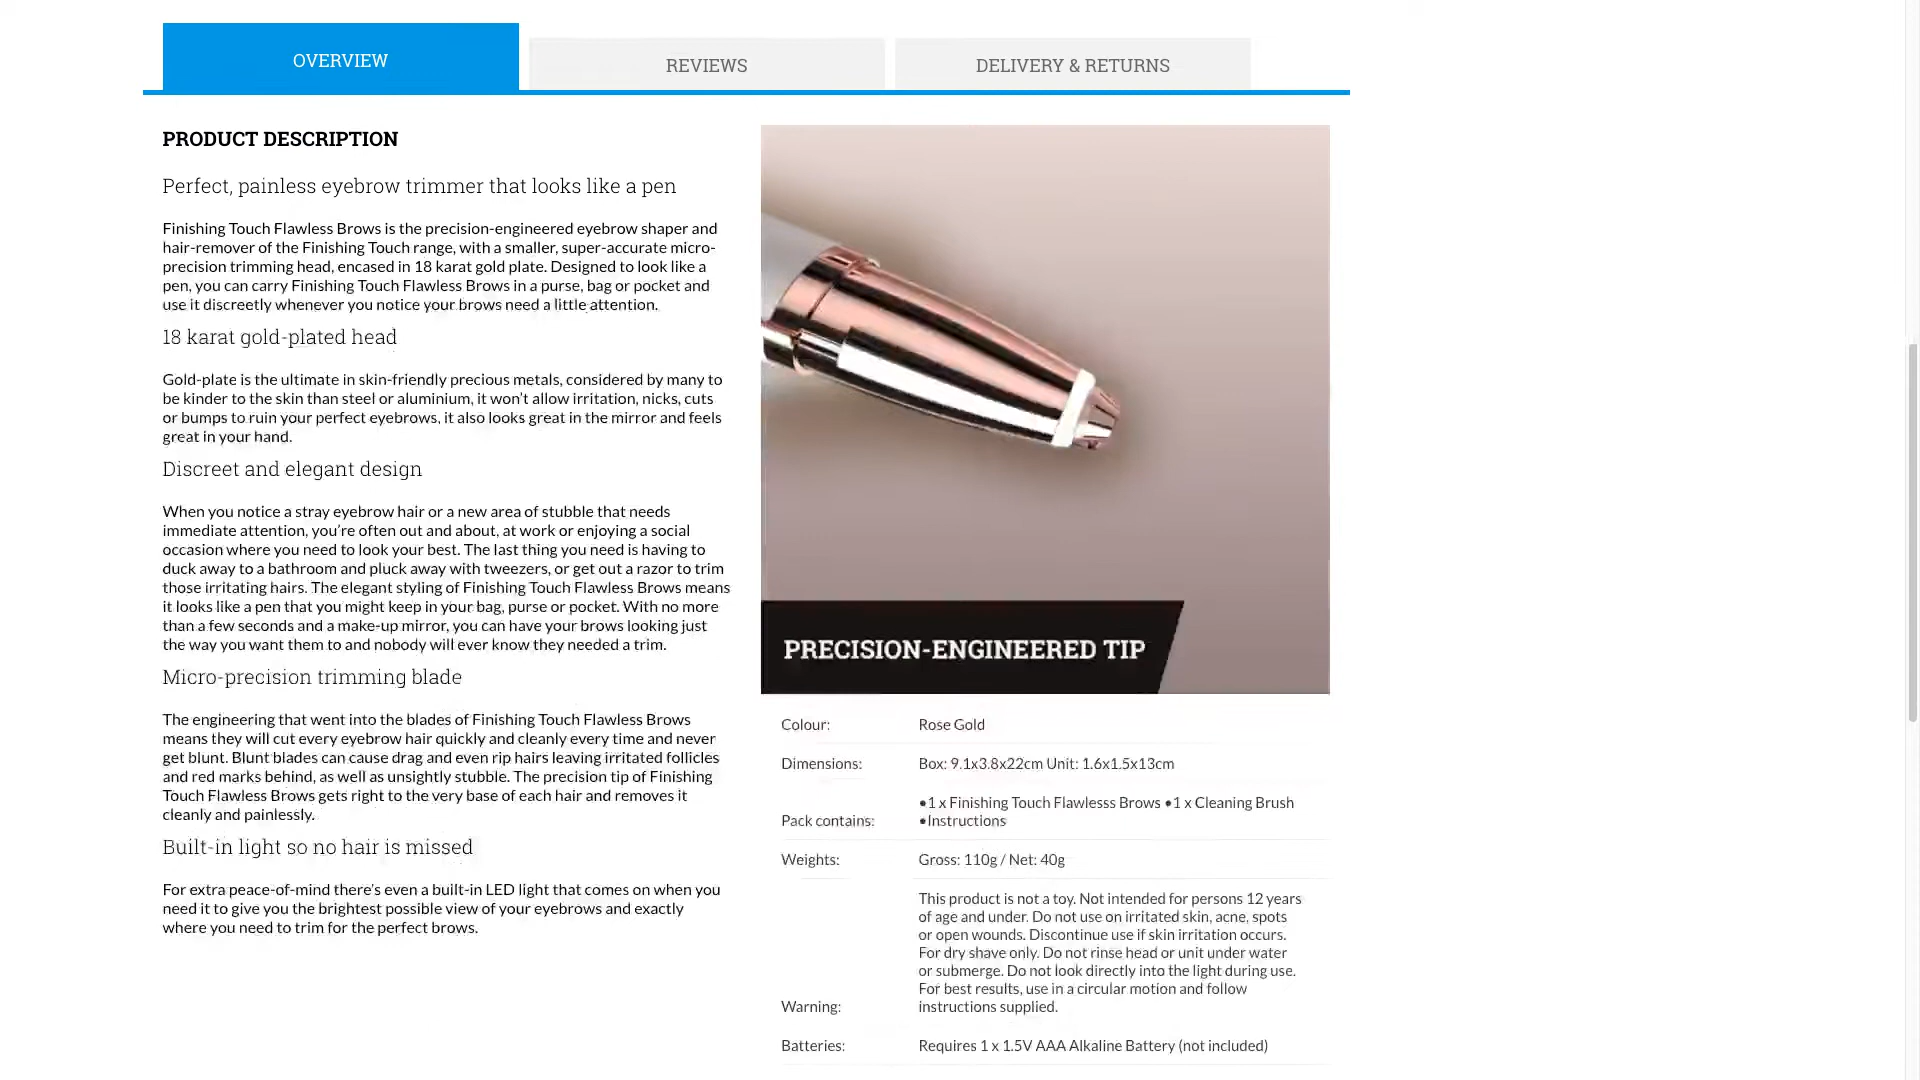 OVERVIEW
REVIEWS
DELIVERY & RETURNS
PRODUCT DESCRIPTION
Perfect, painless eyebrow trimmer that looks like a pen
Finishing Touch Flawless Brows is the precision-engineered eyebrow shaper and
hair-remover of the Finishing Touch range, with a smaller, super-accurate micro-
precision trimming head, encased in 18 karat gold plate. Designed to look like a
pen, you can carry Finishing Touch Flawless Brows in a purse, bag or pocket and
use it discreetly whenever you notice your brows need a little attention.
18 karat gold-plated head
Gold-plate is the ultimate in skin-friendly precious metals, considered by many to
be kinder to the skin than steel or aluminium, it won't allow irritation, nicks, cuts
or bumps to ruin your perfect eyebrows, it also looks great in the mirror and feels
great in your hand.
Discreet and elegant design
When you notice a stray eyebrow hair or a new area of stubble that needs
immediate attention, you're often out and about, at work or enjoying a social
occasion where you need to look your best. The last thing you need is having to
duck away to a bathroom and pluck away with tweezers, or get out a razor to trim
those irritating hairs. The elegant styling of Finishing Touch Flawless Brows means
it looks like a pen that you might keep in your bag, purse or pocket. With no more
than a few seconds and a make-up mirror, you can have your brows looking just
the way you want them to and nobody will ever know they needed a trim.
Micro-precision trimming blade
The engineering that went into the blades of Finishing Touch Flawless Brows
means they will cut every eyebrow hair quickly and cleanly every time and never
get blunt. Blunt blades can cause drag and even rip hairs leaving irritated follicles
and red marks behind, as well as unsightly stubble. The precision tip of Finishing
Touch Flawless Brows gets right to the very base of each hair and removes it
cleanly and painlessly.
Built-in light so no hair is missed
For extra peace-of-mind there's even a built-in LED light that comes on when you
need it to give you the brightest possible view of your eyebrows and exactly
where you need to trim for the perfect brows.
PRECISION-ENGINEERED TIP
Colour: Rose Gold
Dimensions: Box: 9.1x3.8x22cm Unit: 1.6x1.5x13cm
•1 x Finishing Touch Flawlesss Brows •1 x Cleaning Brush
Pack contains: •Instructions
Weights: Gross: 110g / Net: 40g
This product is not a toy. Not intended for persons 12 years
of age and under. Do not use on irritated skin, acne, spots
or open wounds. Discontinue use if skin irritation occurs.
For dry shave only. Do not rinse head or unit under water
or submerge. Do not look directly into the light during use.
For best results, use in a circular motion and follow
Warning: instructions supplied.
Batteries: Requires 1 x 1.5V AAA Alkaline Battery (not included)